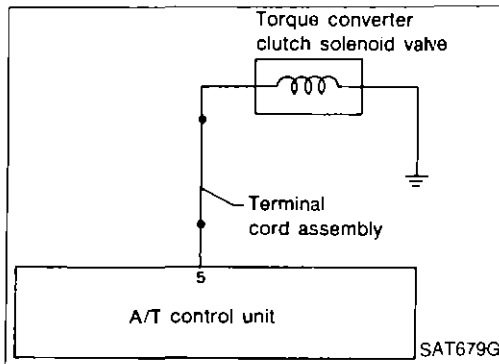 Torque converter
clutch solenoid valve
Terminal
cord assembly
5
A/T control unit
SAT679G